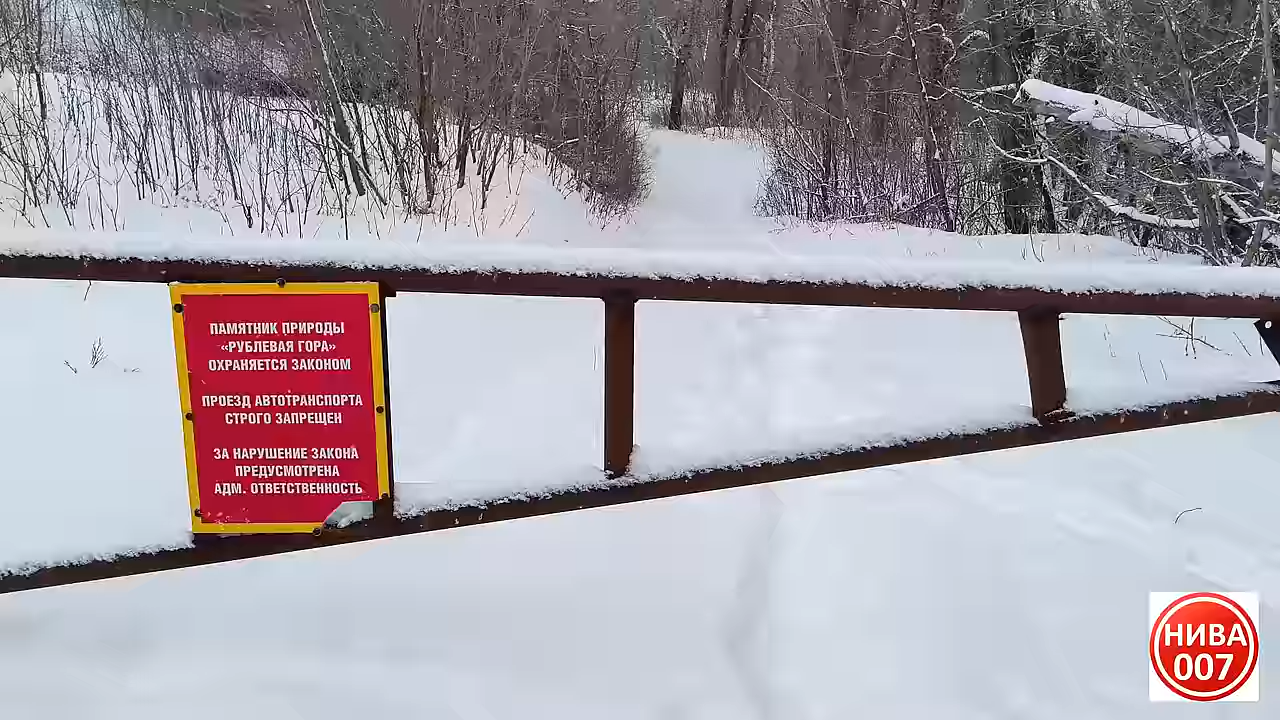 ПАМЯТНИК ПРИРОДЫ
«РУБЛЕВАЯ ГОРА»
ОХРАНЯЕТСЯ ЗАКОНОМ
ПРОЕЗД АВТОТРАНСПОРТА
СТРОГО ЗАПРЕЩЕН
ЗА НАРУШЕНИЕ ЗАКОНА
ПРЕДУСМОТРЕНА
АДМ. ОТВЕТСТВЕННОСТЬ
НИВА
007